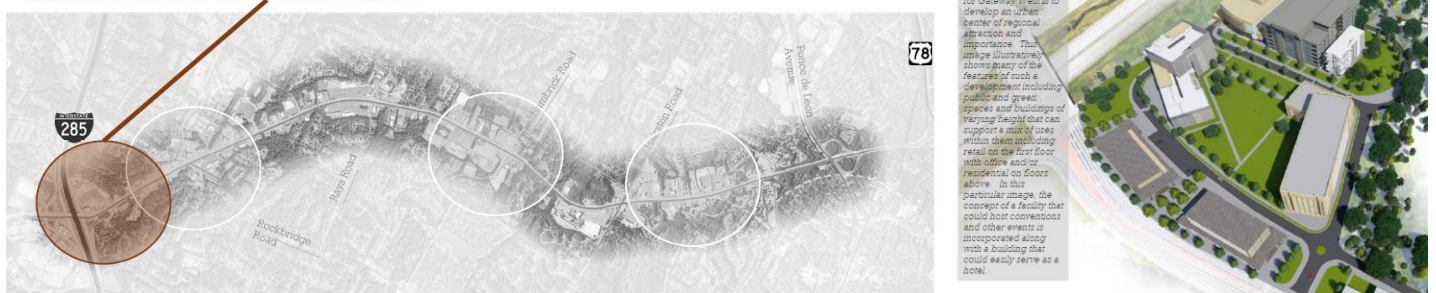 INTERSTATE
285
Rockbridge
Road
Rays Road
Ponce de Leon
Avenue
78
for Gateway West is to
develop an urban
center of regional
attraction and
importance. This
image illustratively
shows many of the
features of such a
development including
public and green
spaces and buildings of
varying height that can
support a mix of uses
within them including
retail on the first floor
with office and/or
residential on floors
above. In this
particular image, the
concept of a facility that
could host conventions
and other events is
incorporated along
with a building that
could easily serve as a
hotel.